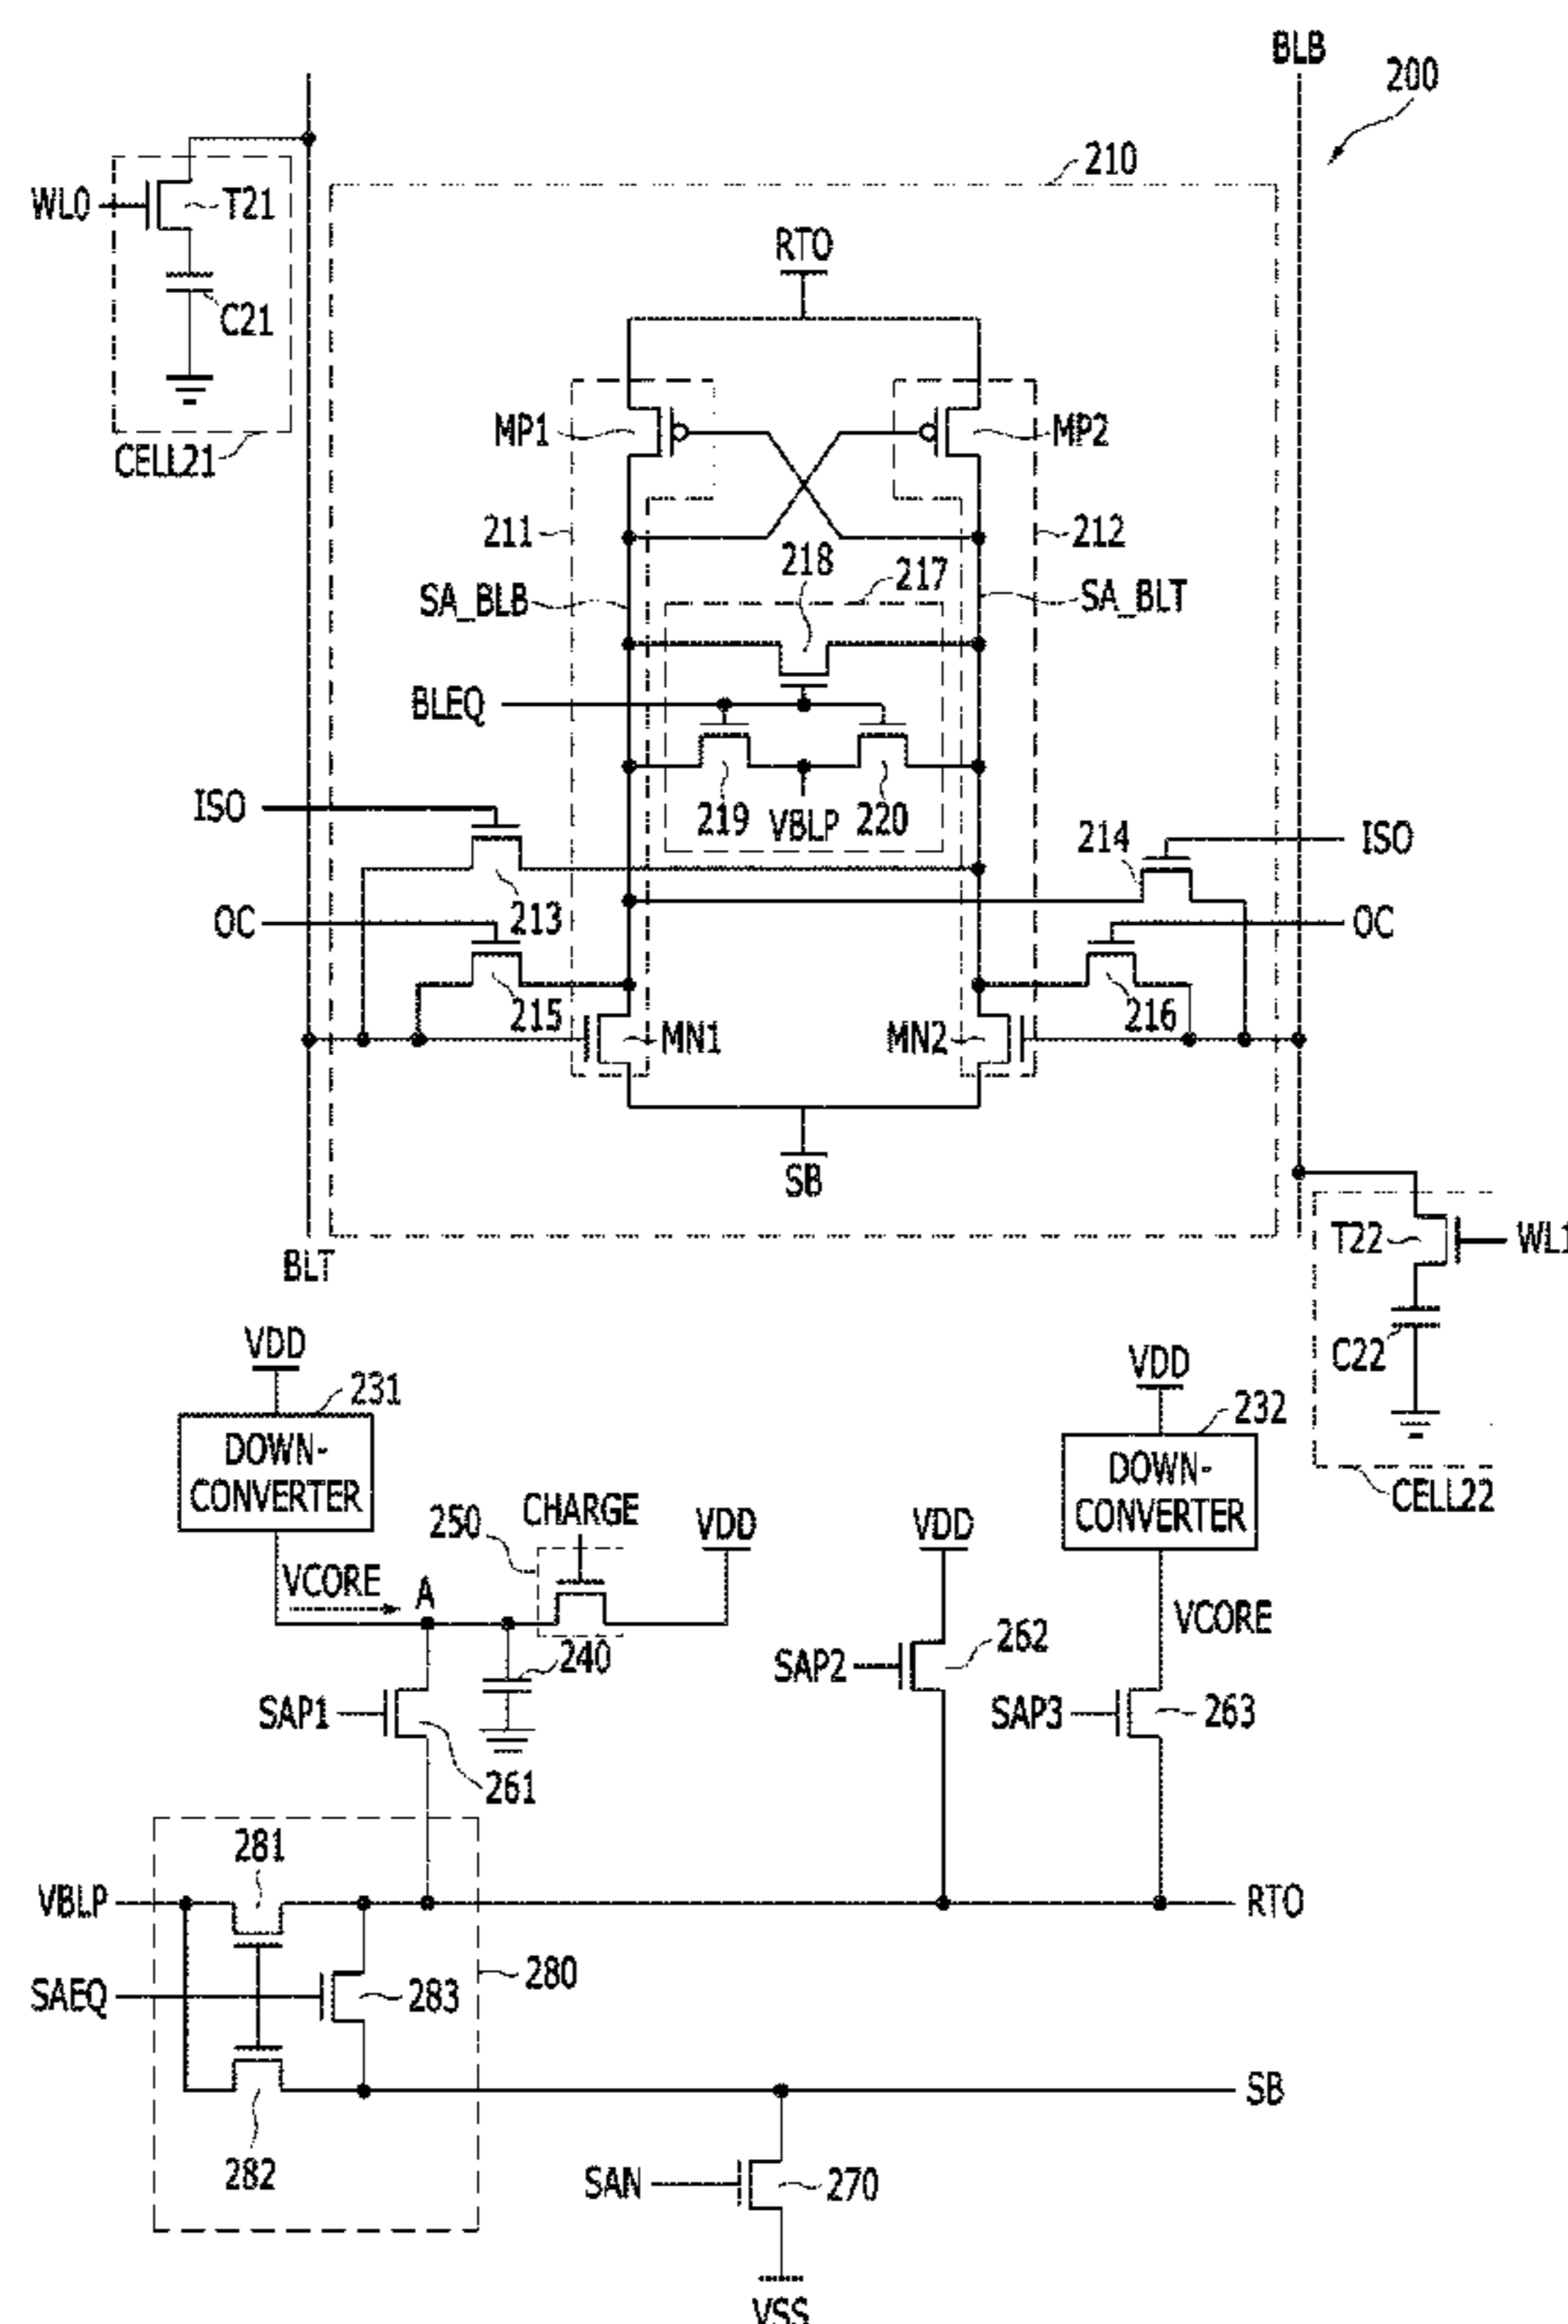 BLB
200
210
WL0
T21
RTO
C21
MP1
MP2
CELL21
211
212
218
217
SA_BLB
SA_BLT
BLEQ
219
VBLP
220
ISO
214
ISO
213
OC
OC
215
216
MN1
MN2
SB
BLT
T22
WL1
C22
CELL22
VDD
231
DOWN-
CONVERTER
VDD
232
DOWN-
CONVERTER
250
CHARGE
VDD
VDD
VCORE
A
VCORE
240
SAP2
262
SAP1
SAP3
263
261
281
VBLP
RTO
SAEQ
283
280
SB
282
SAN
270
VSS